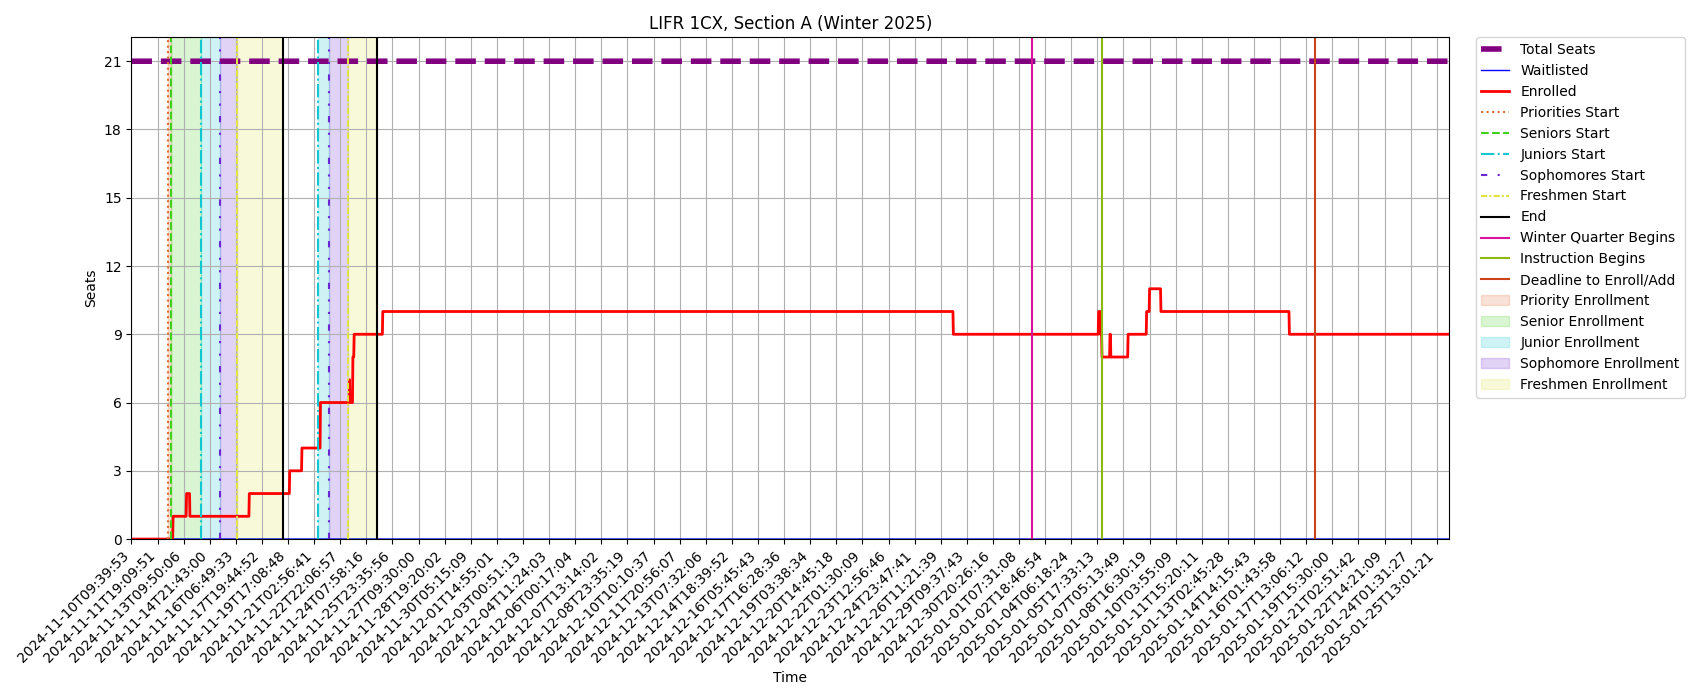 LIFR 1CX, Section A (Winter 2025)
Seats
21
18
15
12
9
6
3
0
2024-11-10T09:39:53
2024-11-11T19:09:51
2024-11-13T09:50:06
2024-11-14T21:43:00
2024-11-16T06:49:33
2024-11-17T19:44:52
2024-11-19T17:08:48
2024-11-21T02:56:41
2024-11-22T22:06:57
2024-11-24T07:58:16
2024-11-25T23:35:56
2024-11-27T09:30:00
2024-11-28T19:20:02
2024-11-30T05:15:09
2024-12-01T14:55:01
2024-12-03T00:51:13
2024-12-04T11:24:03
2024-12-06T00:17:04
2024-12-07T13:14:02
2024-12-08T23:35:19
2024-12-10T10:10:37
2024-12-11T20:56:07
2024-12-13T07:32:06
2024-12-14T18:39:52
2024-12-16T05:45:43
2024-12-17T16:28:36
2024-12-19T03:38:34
2024-12-20T14:45:18
2024-12-22T01:30:09
2024-12-23T12:56:46
2024-12-24T23:47:41
2024-12-26T11:21:39
2024-12-29T09:37:43
2024-12-30T20:26:16
2025-01-01T07:31:08
2025-01-02T18:46:54
2025-01-04T06:18:24
2025-01-05T17:33:13
2025-01-07T05:13:49
2025-01-08T16:30:19
2025-01-10T03:55:09
2025-01-11T15:20:11
2025-01-13T02:45:28
2025-01-14T14:15:43
2025-01-16T01:43:58
2025-01-17T13:06:12
2025-01-19T15:30:00
2025-01-21T02:51:42
2025-01-22T14:21:09
2025-01-24T01:31:27
2025-01-25T13:01:21
Time
Total Seats
Waitlisted
Enrolled
Priorities Start
Seniors Start
Juniors Start
Sophomores Start
Freshmen Start
End
Winter Quarter Begins
Instruction Begins
Deadline to Enroll/Add
Priority Enrollment
Senior Enrollment
Junior Enrollment
Sophomore Enrollment
Freshmen Enrollment